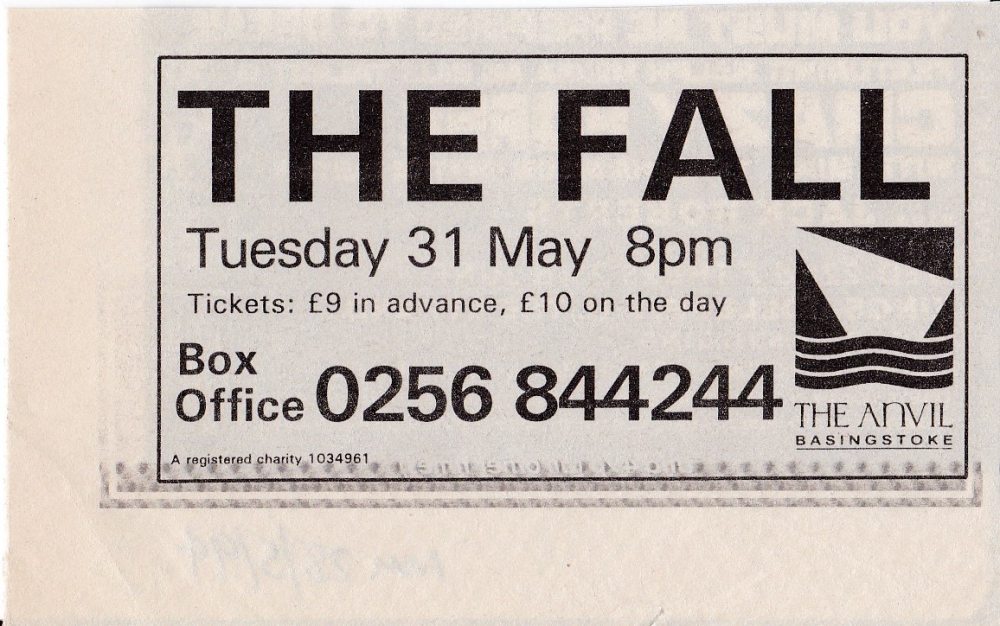 THE FALL
Tuesday 31 May 8pm
Tickets: £9 in advance, £10 on the day
Box
Office 0256 844244
THE ANVIL
BASINGSTOKE
A registered charity 1034961